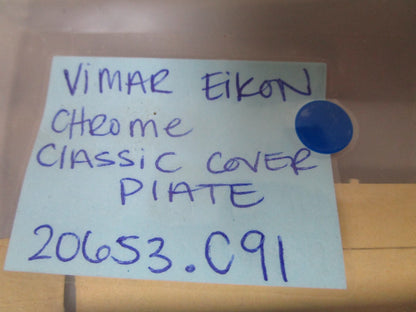 VIMAR EIKON
CHROME
CLASSIC COVER
PLATE
20653.C91